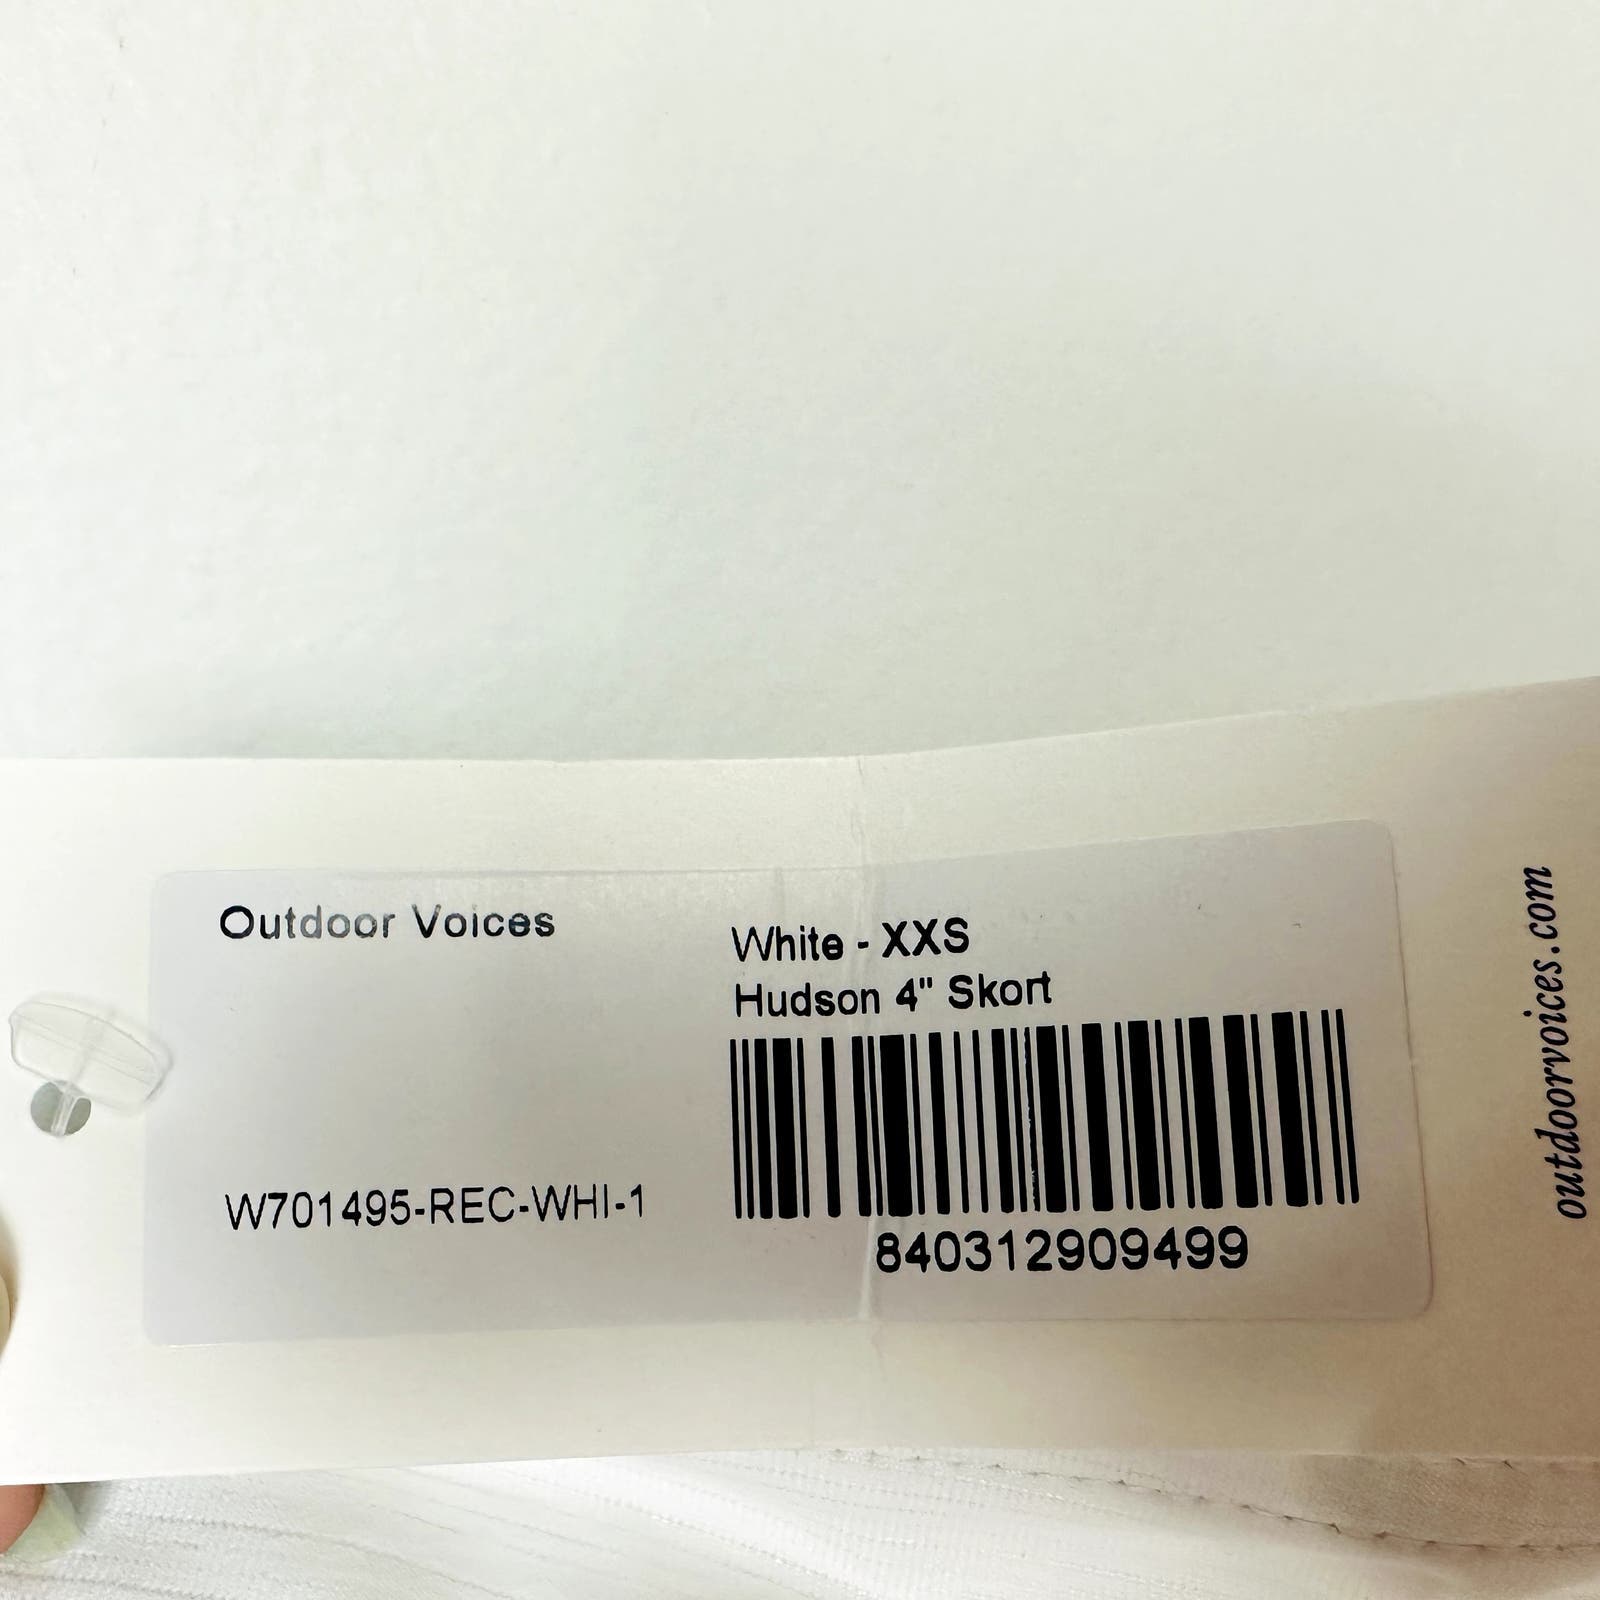 Outdoor Voices
White - XXS
Hudson 4" Skort
W701495-REC-WHI-1
840312909499
outdoorvoices.com